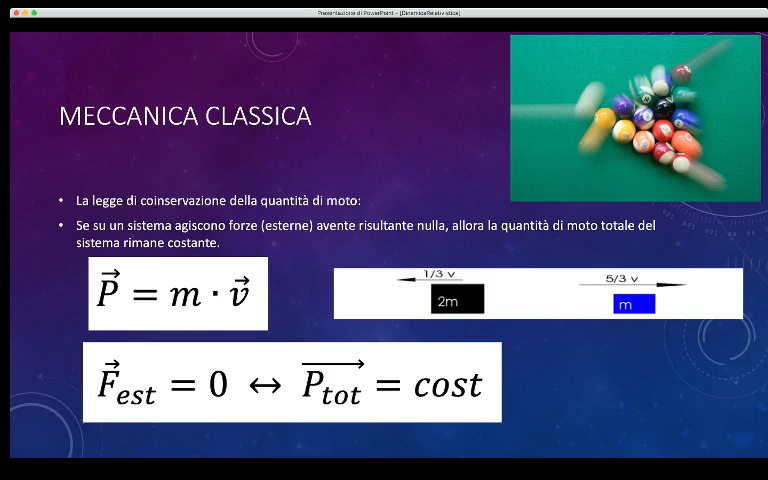 Presentazione di PowerPoint - [DinamicaRelativistica]
MECCANICA CLASSICA
• La legge di coinservazione della quantità di moto:
• Se su un sistema agiscono forze (esterne) avente risultante nulla, allora la quantità di moto totale del
sistema rimane costante.
1/3 v
5/3 v
2m
m
P⃗ = m · v⃗
F⃗est = 0 ↔ P⃗tot = cost